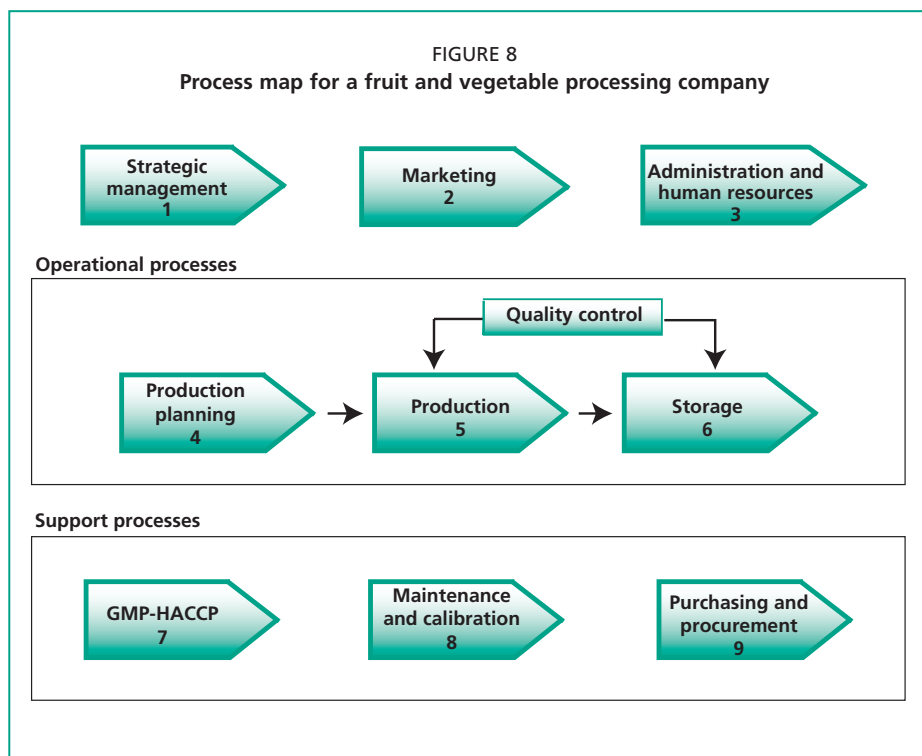 FIGURE 8
Process map for a fruit and vegetable processing company
Strategic
management
1
Marketing
2
Administration and
human resources
3
Operational processes
Quality control
Production
planning
4
Production
5
Storage
6
Support processes
GMP-HACCP
7
Maintenance
and calibration
8
Purchasing and
procurement
9